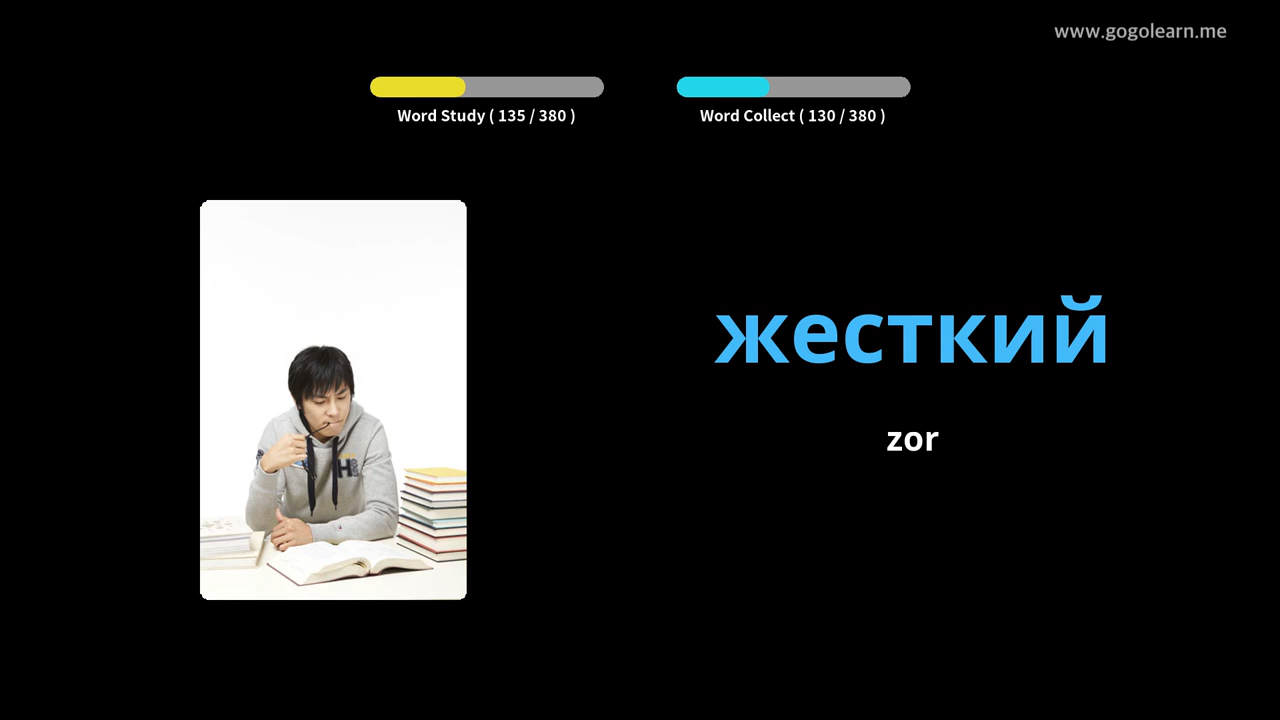 www.gogolearn.me
Word Study ( 135 / 380 )
Word Collect ( 130 / 380 )
жесткий
zor
H